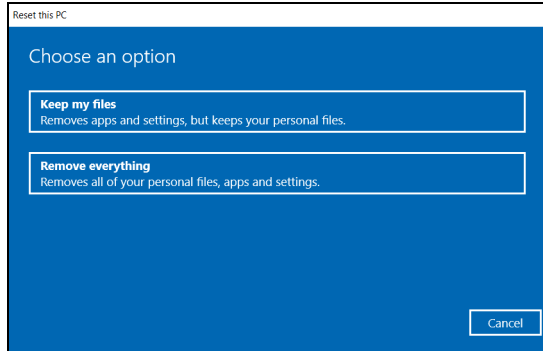 Reset this PC
Choose an option
Keep my files
Removes apps and settings, but keeps your personal files.
Remove everything
Removes all of your personal files, apps and settings.
Cancel